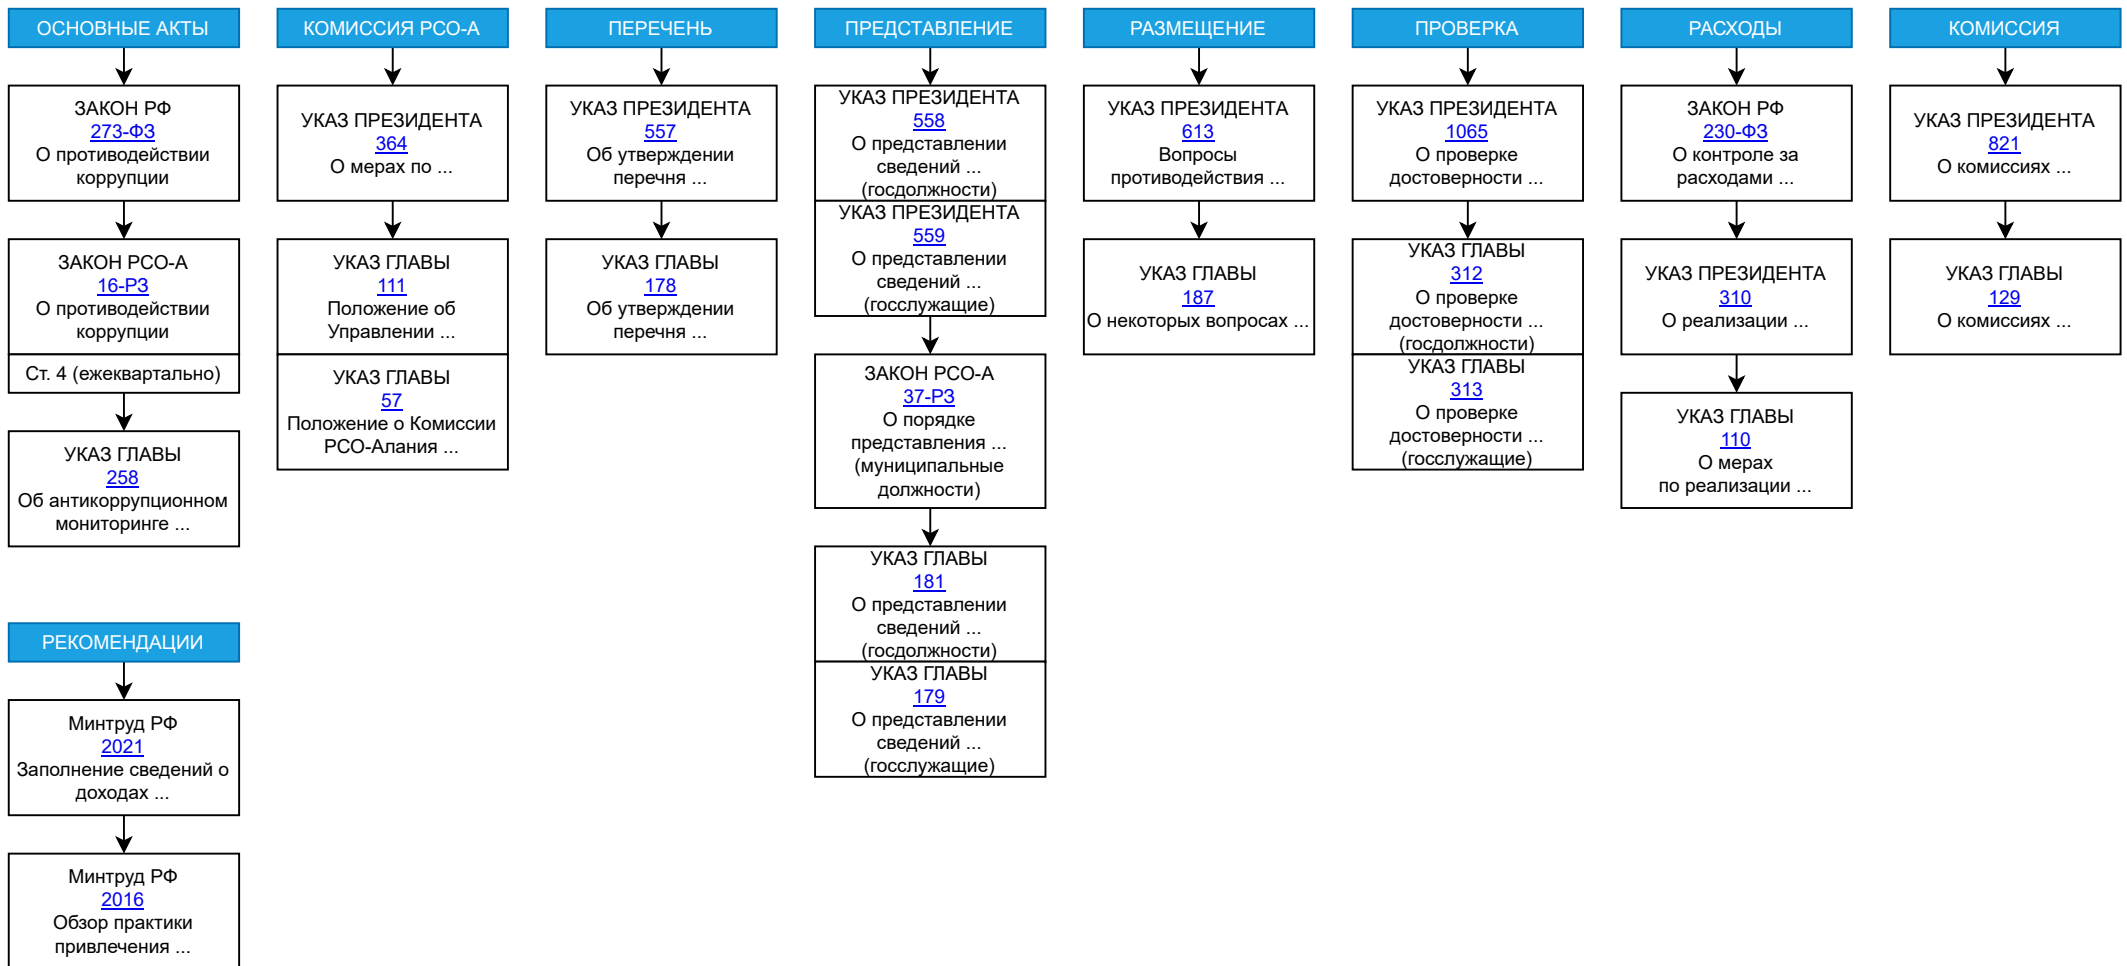 ОСНОВНЫЕ АКТЫ
ЗАКОН РФ
273-ФЗ
О противодействии
коррупции
ЗАКОН РСО-А
16-РЗ
О противодействии
коррупции
Ст. 4 (ежеквартально)
УКАЗ ГЛАВЫ
258
Об антикоррупционном
мониторинге ...
КОМИССИЯ РСО-А
УКАЗ ПРЕЗИДЕНТА
364
О мерах по ...
УКАЗ ГЛАВЫ
111
Положение об
Управлении ...
УКАЗ ГЛАВЫ
57
Положение о Комиссии
РСО-Алания ...
ПЕРЕЧЕНЬ
УКАЗ ПРЕЗИДЕНТА
557
Об утверждении
перечня ...
УКАЗ ГЛАВЫ
178
Об утверждении
перечня ...
ПРЕДСТАВЛЕНИЕ
УКАЗ ПРЕЗИДЕНТА
558
О представлении
сведений ...
(госдолжности)
УКАЗ ПРЕЗИДЕНТА
559
О представлении
сведений ...
(госслужащие)
ЗАКОН РСО-А
37-РЗ
О порядке
представления ...
(муниципальные
должности)
УКАЗ ГЛАВЫ
181
О представлении
сведений ...
(госдолжности)
УКАЗ ГЛАВЫ
179
О представлении
сведений ...
(госслужащие)
РАЗМЕЩЕНИЕ
УКАЗ ПРЕЗИДЕНТА
613
Вопросы
противодействия ...
УКАЗ ГЛАВЫ
187
О некоторых вопросах ...
ПРОВЕРКА
УКАЗ ПРЕЗИДЕНТА
1065
О проверке
достоверности ...
УКАЗ ГЛАВЫ
312
О проверке
достоверности ...
(госдолжности)
УКАЗ ГЛАВЫ
313
О проверке
достоверности ...
(госслужащие)
РАСХОДЫ
ЗАКОН РФ
230-ФЗ
О контроле за
расходами ...
УКАЗ ПРЕЗИДЕНТА
310
О реализации ...
УКАЗ ГЛАВЫ
110
О мерах
по реализации ...
КОМИССИЯ
УКАЗ ПРЕЗИДЕНТА
821
О комиссиях ...
УКАЗ ГЛАВЫ
129
О комиссиях ...
РЕКОМЕНДАЦИИ
Минтруд РФ
2021
Заполнение сведений о
доходах ...
Минтруд РФ
2016
Обзор практики
привлечения ...